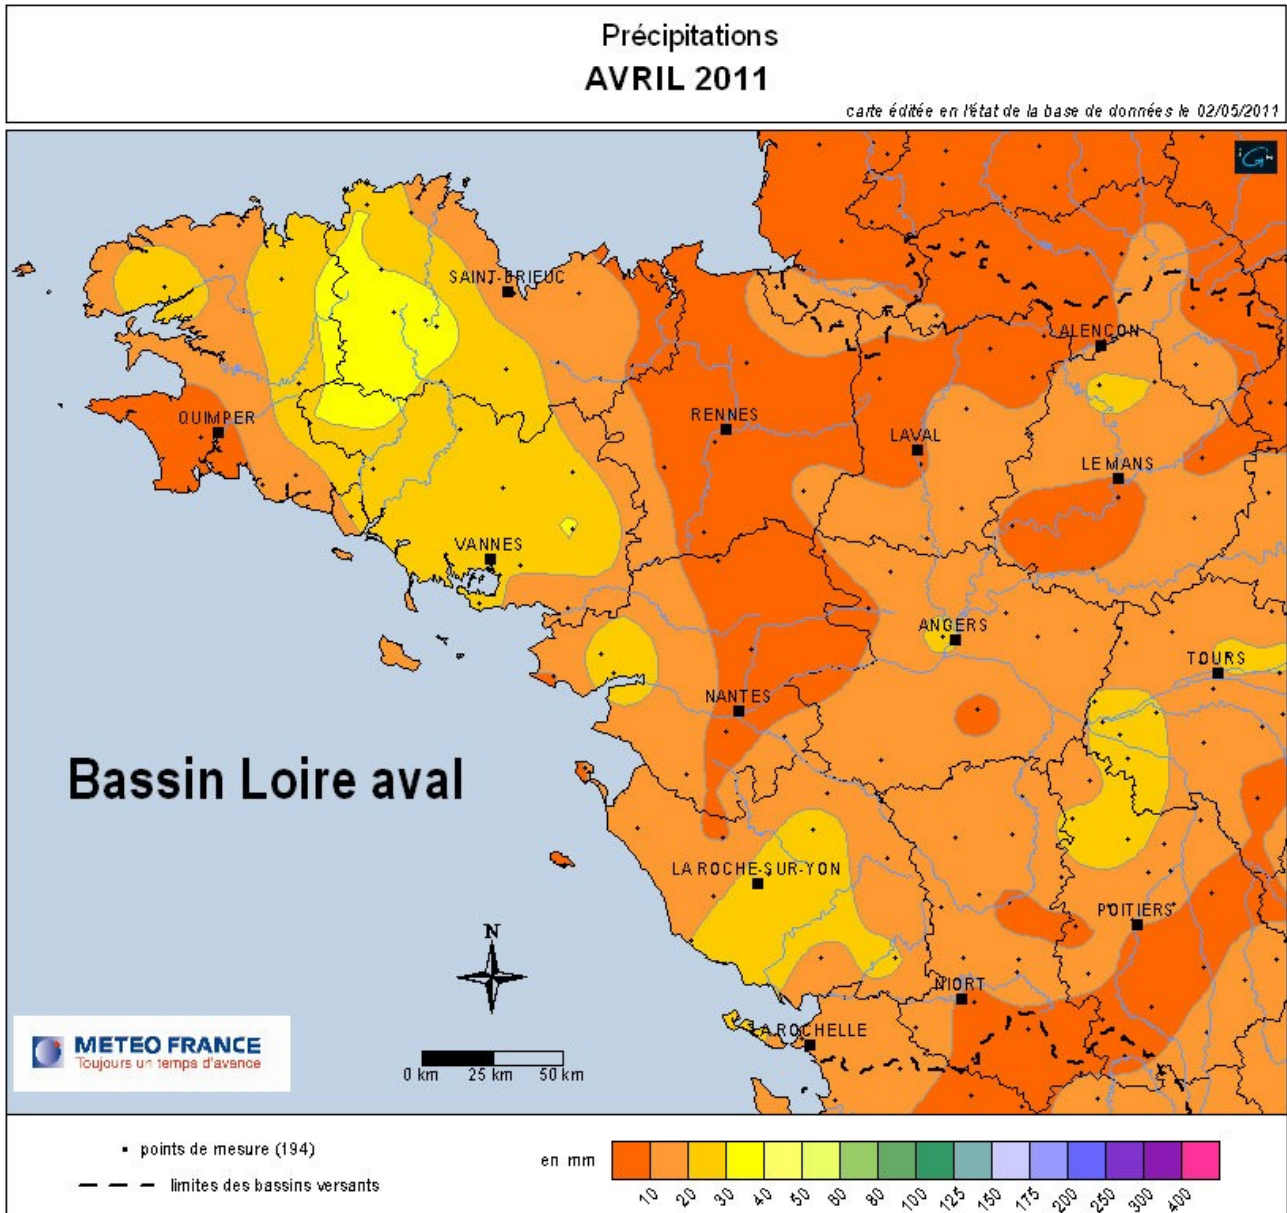 Précipitations
AVRIL 2011
carte éditée en l'état de la base de données le 02/05/2011
SAINT-BRIEUC
ALENÇON
QUIMPER
RENNES
LAVAL
LE MANS
VANNES
ANGERS
TOURS
NANTES
Bassin Loire aval
LA ROCHE-SUR-YON
POITIERS
N
NIORT
LA ROCHELLE
METEO FRANCE
Toujours un temps d'avance
0 km 25 km 50 km
points de mesure (194)
limites des bassins versants
en mm
10 20 30 40 50 60 80 100 125 150 175 200 250 300 400